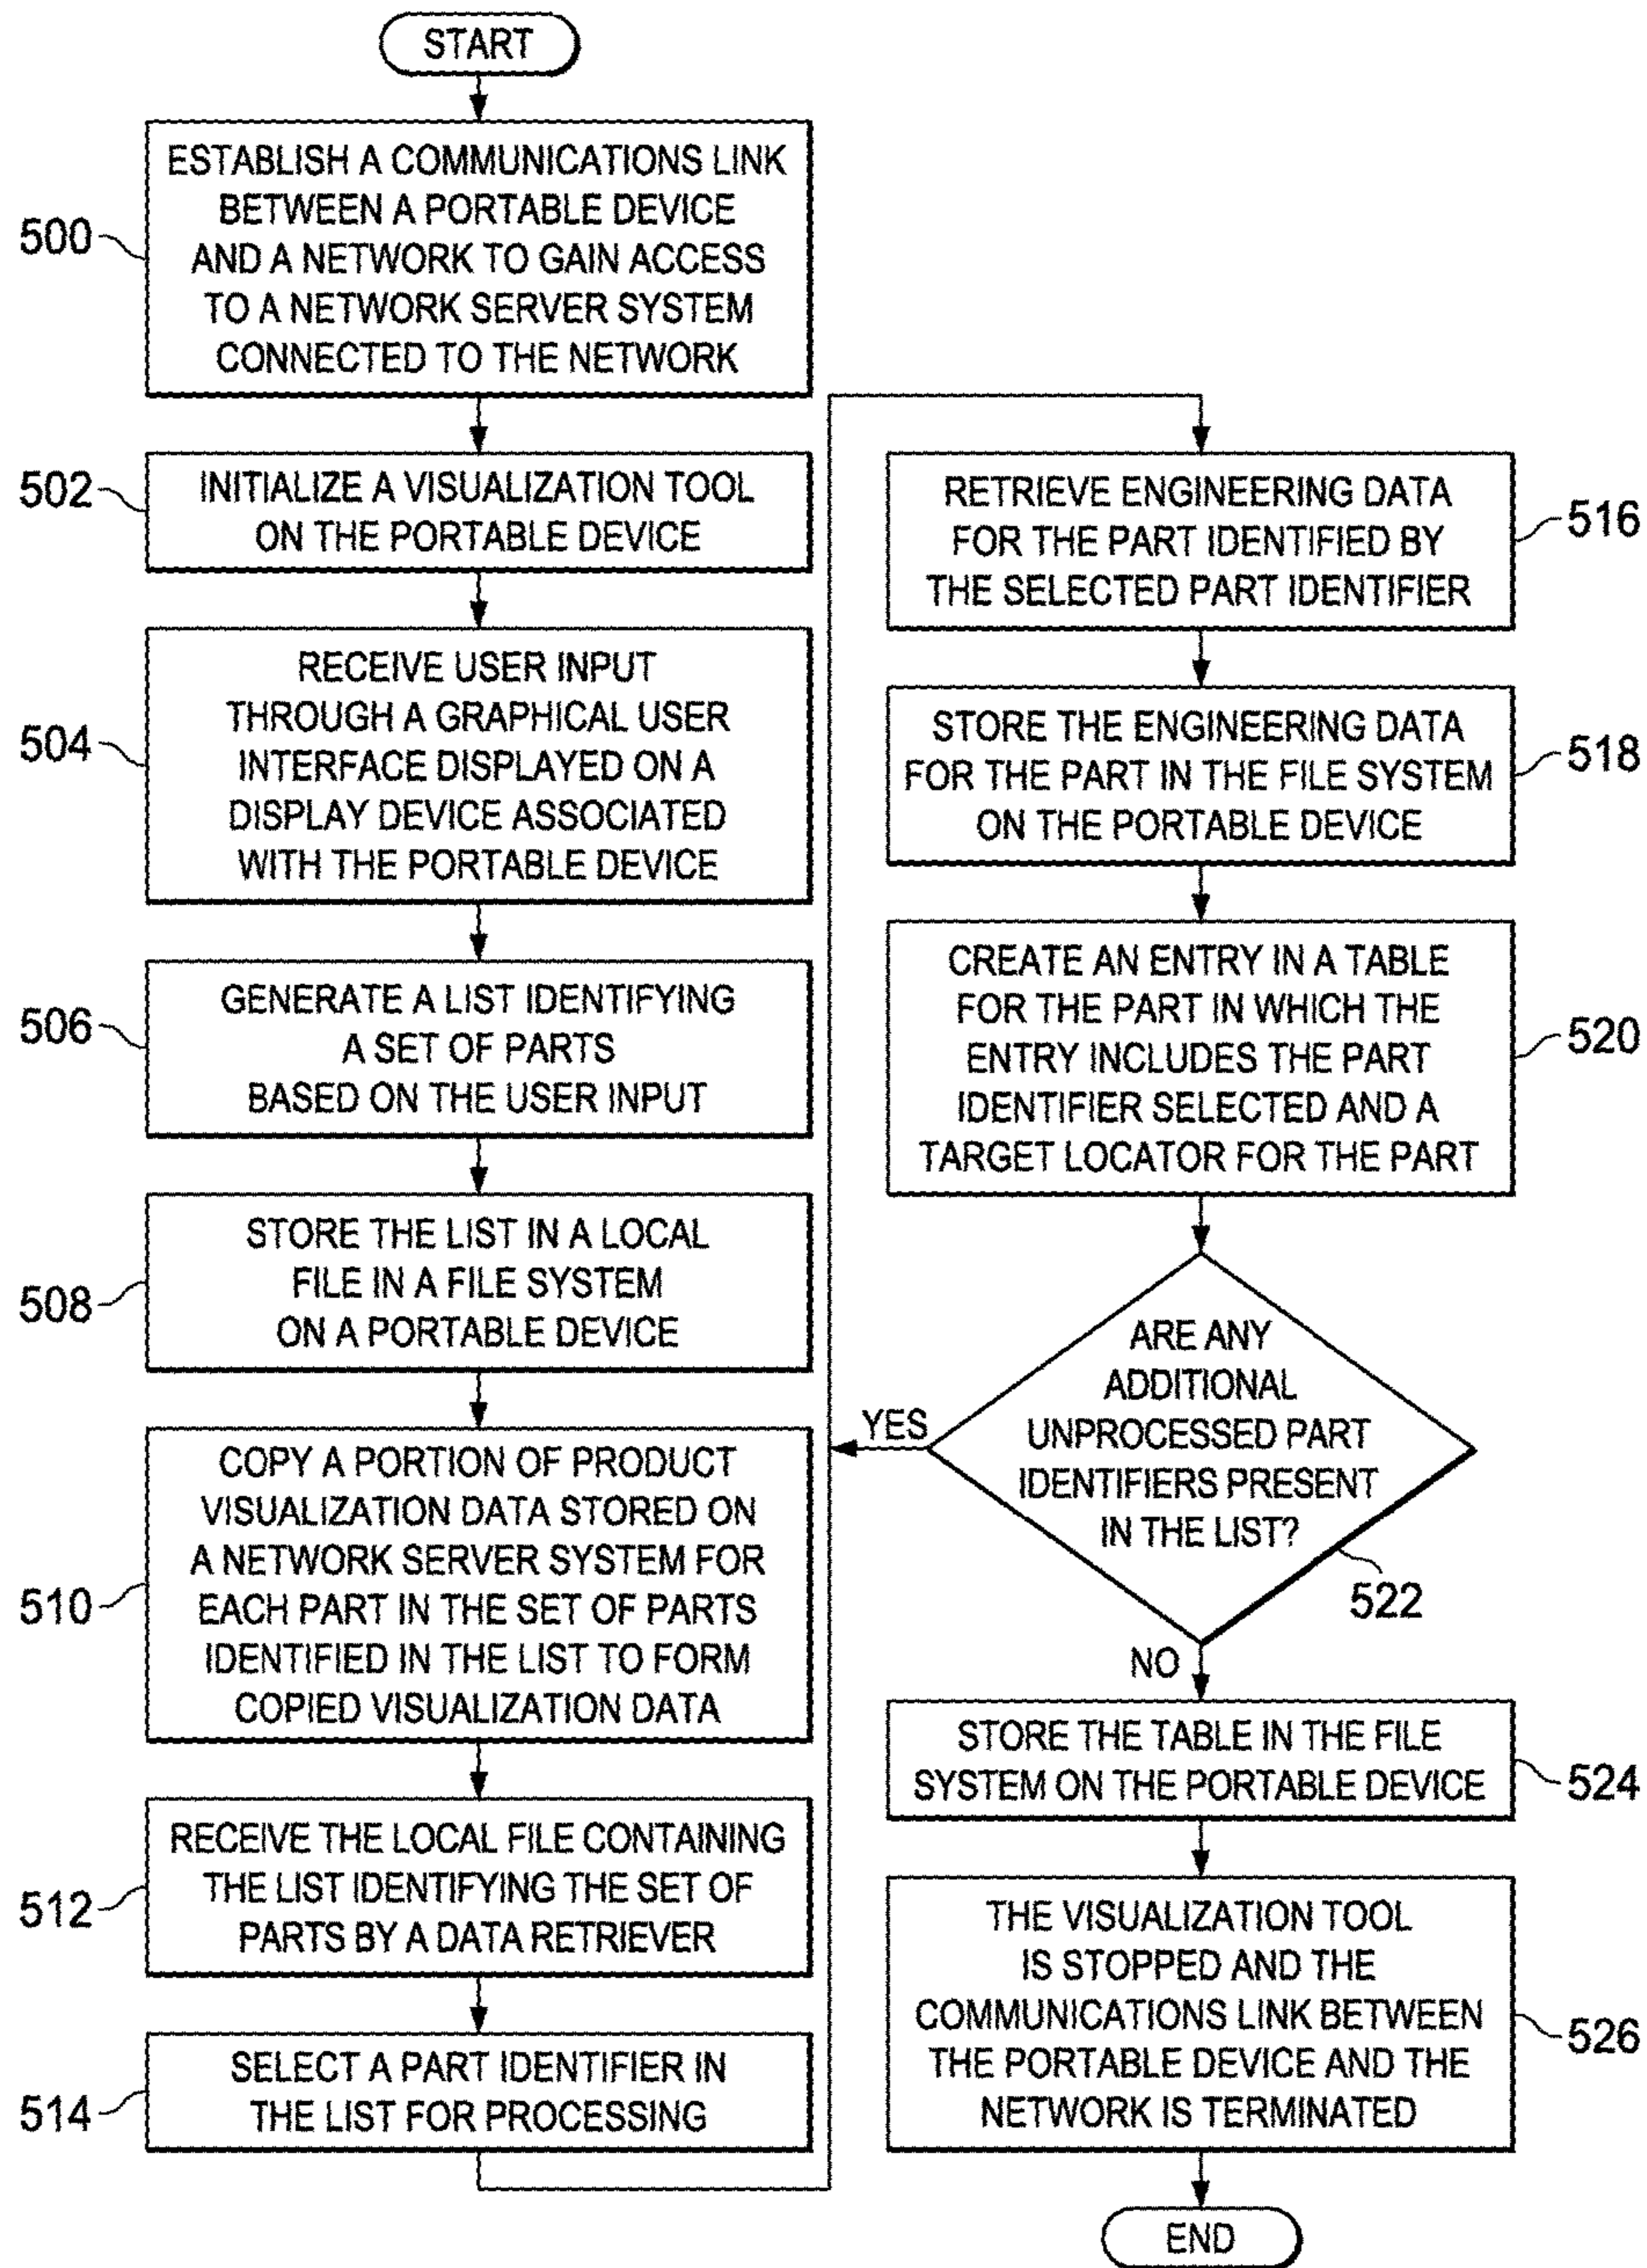 START
500
ESTABLISH A COMMUNICATIONS LINK
BETWEEN A PORTABLE DEVICE
AND A NETWORK TO GAIN ACCESS
TO A NETWORK SERVER SYSTEM
CONNECTED TO THE NETWORK
502
INITIALIZE A VISUALIZATION TOOL
ON THE PORTABLE DEVICE
504
RECEIVE USER INPUT
THROUGH A GRAPHICAL USER
INTERFACE DISPLAYED ON A
DISPLAY DEVICE ASSOCIATED
WITH THE PORTABLE DEVICE
506
GENERATE A LIST IDENTIFYING
A SET OF PARTS
BASED ON THE USER INPUT
508
STORE THE LIST IN A LOCAL
FILE IN A FILE SYSTEM
ON A PORTABLE DEVICE
510
COPY A PORTION OF PRODUCT
VISUALIZATION DATA STORED ON
A NETWORK SERVER SYSTEM FOR
EACH PART IN THE SET OF PARTS
IDENTIFIED IN THE LIST TO FORM
COPIED VISUALIZATION DATA
512
RECEIVE THE LOCAL FILE CONTAINING
THE LIST IDENTIFYING THE SET OF
PARTS BY A DATA RETRIEVER
514
SELECT A PART IDENTIFIER IN
THE LIST FOR PROCESSING
RETRIEVE ENGINEERING DATA
FOR THE PART IDENTIFIED BY
THE SELECTED PART IDENTIFIER
516
STORE THE ENGINEERING DATA
FOR THE PART IN THE FILE SYSTEM
ON THE PORTABLE DEVICE
518
CREATE AN ENTRY IN A TABLE
FOR THE PART IN WHICH THE
ENTRY INCLUDES THE PART
IDENTIFIER SELECTED AND A
TARGET LOCATOR FOR THE PART
520
ARE ANY
ADDITIONAL
UNPROCESSED PART
IDENTIFIERS PRESENT
IN THE LIST?
522
YES
NO
STORE THE TABLE IN THE FILE
SYSTEM ON THE PORTABLE DEVICE
524
THE VISUALIZATION TOOL
IS STOPPED AND THE
COMMUNICATIONS LINK BETWEEN
THE PORTABLE DEVICE AND THE
NETWORK IS TERMINATED
526
END